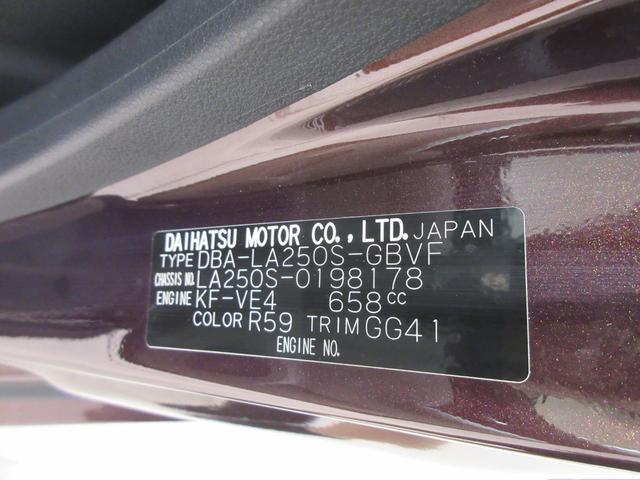 DAIHATSU MOTOR CO., LTD. JAPAN
TYPE DBA-LA250S-GBVF
CHASSIS NO. LA250S-0198178
ENGINE KF-VE4 658cc
COLOR R59 TRIM GG41
ENGINE NO.